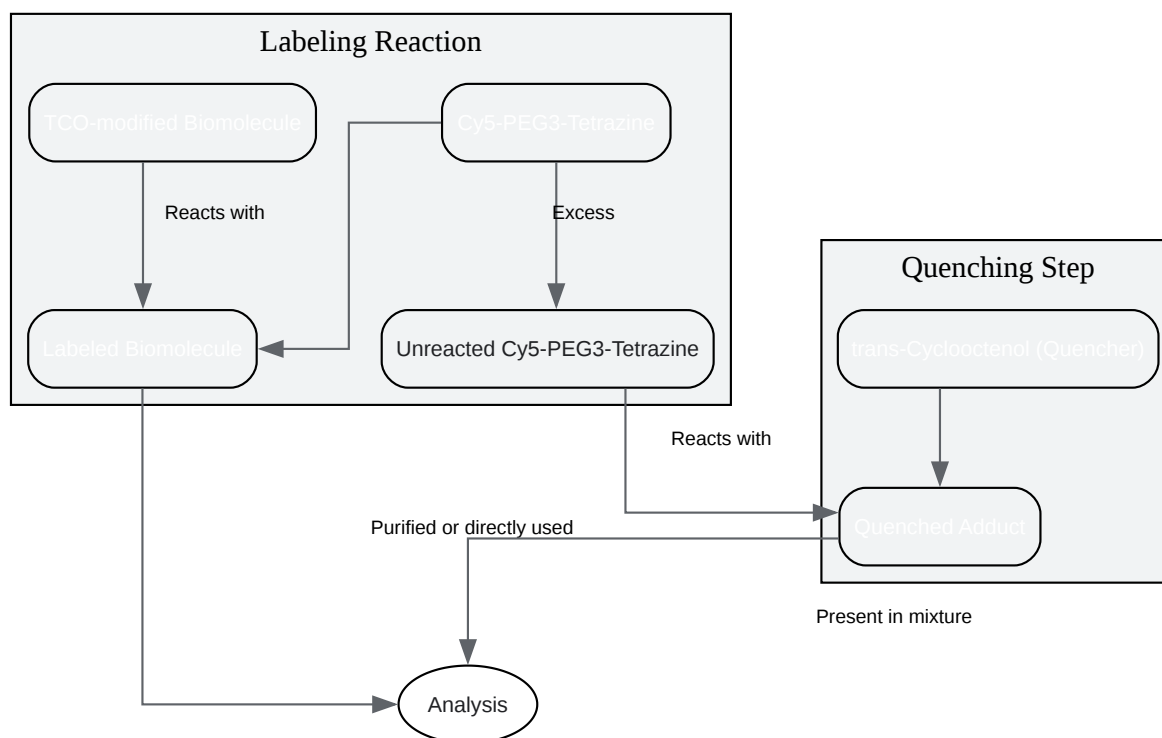 Labeling Reaction
TCO-modified Biomolecule
Cy5-PEG3-Tetrazine
Reacts with
Excess
Labeled Biomolecule
Unreacted Cy5-PEG3-Tetrazine
Quenching Step
trans-Cyclooctenol (Quencher)
Reacts with
Quenched Adduct
Purified or directly used
Present in mixture
Analysis